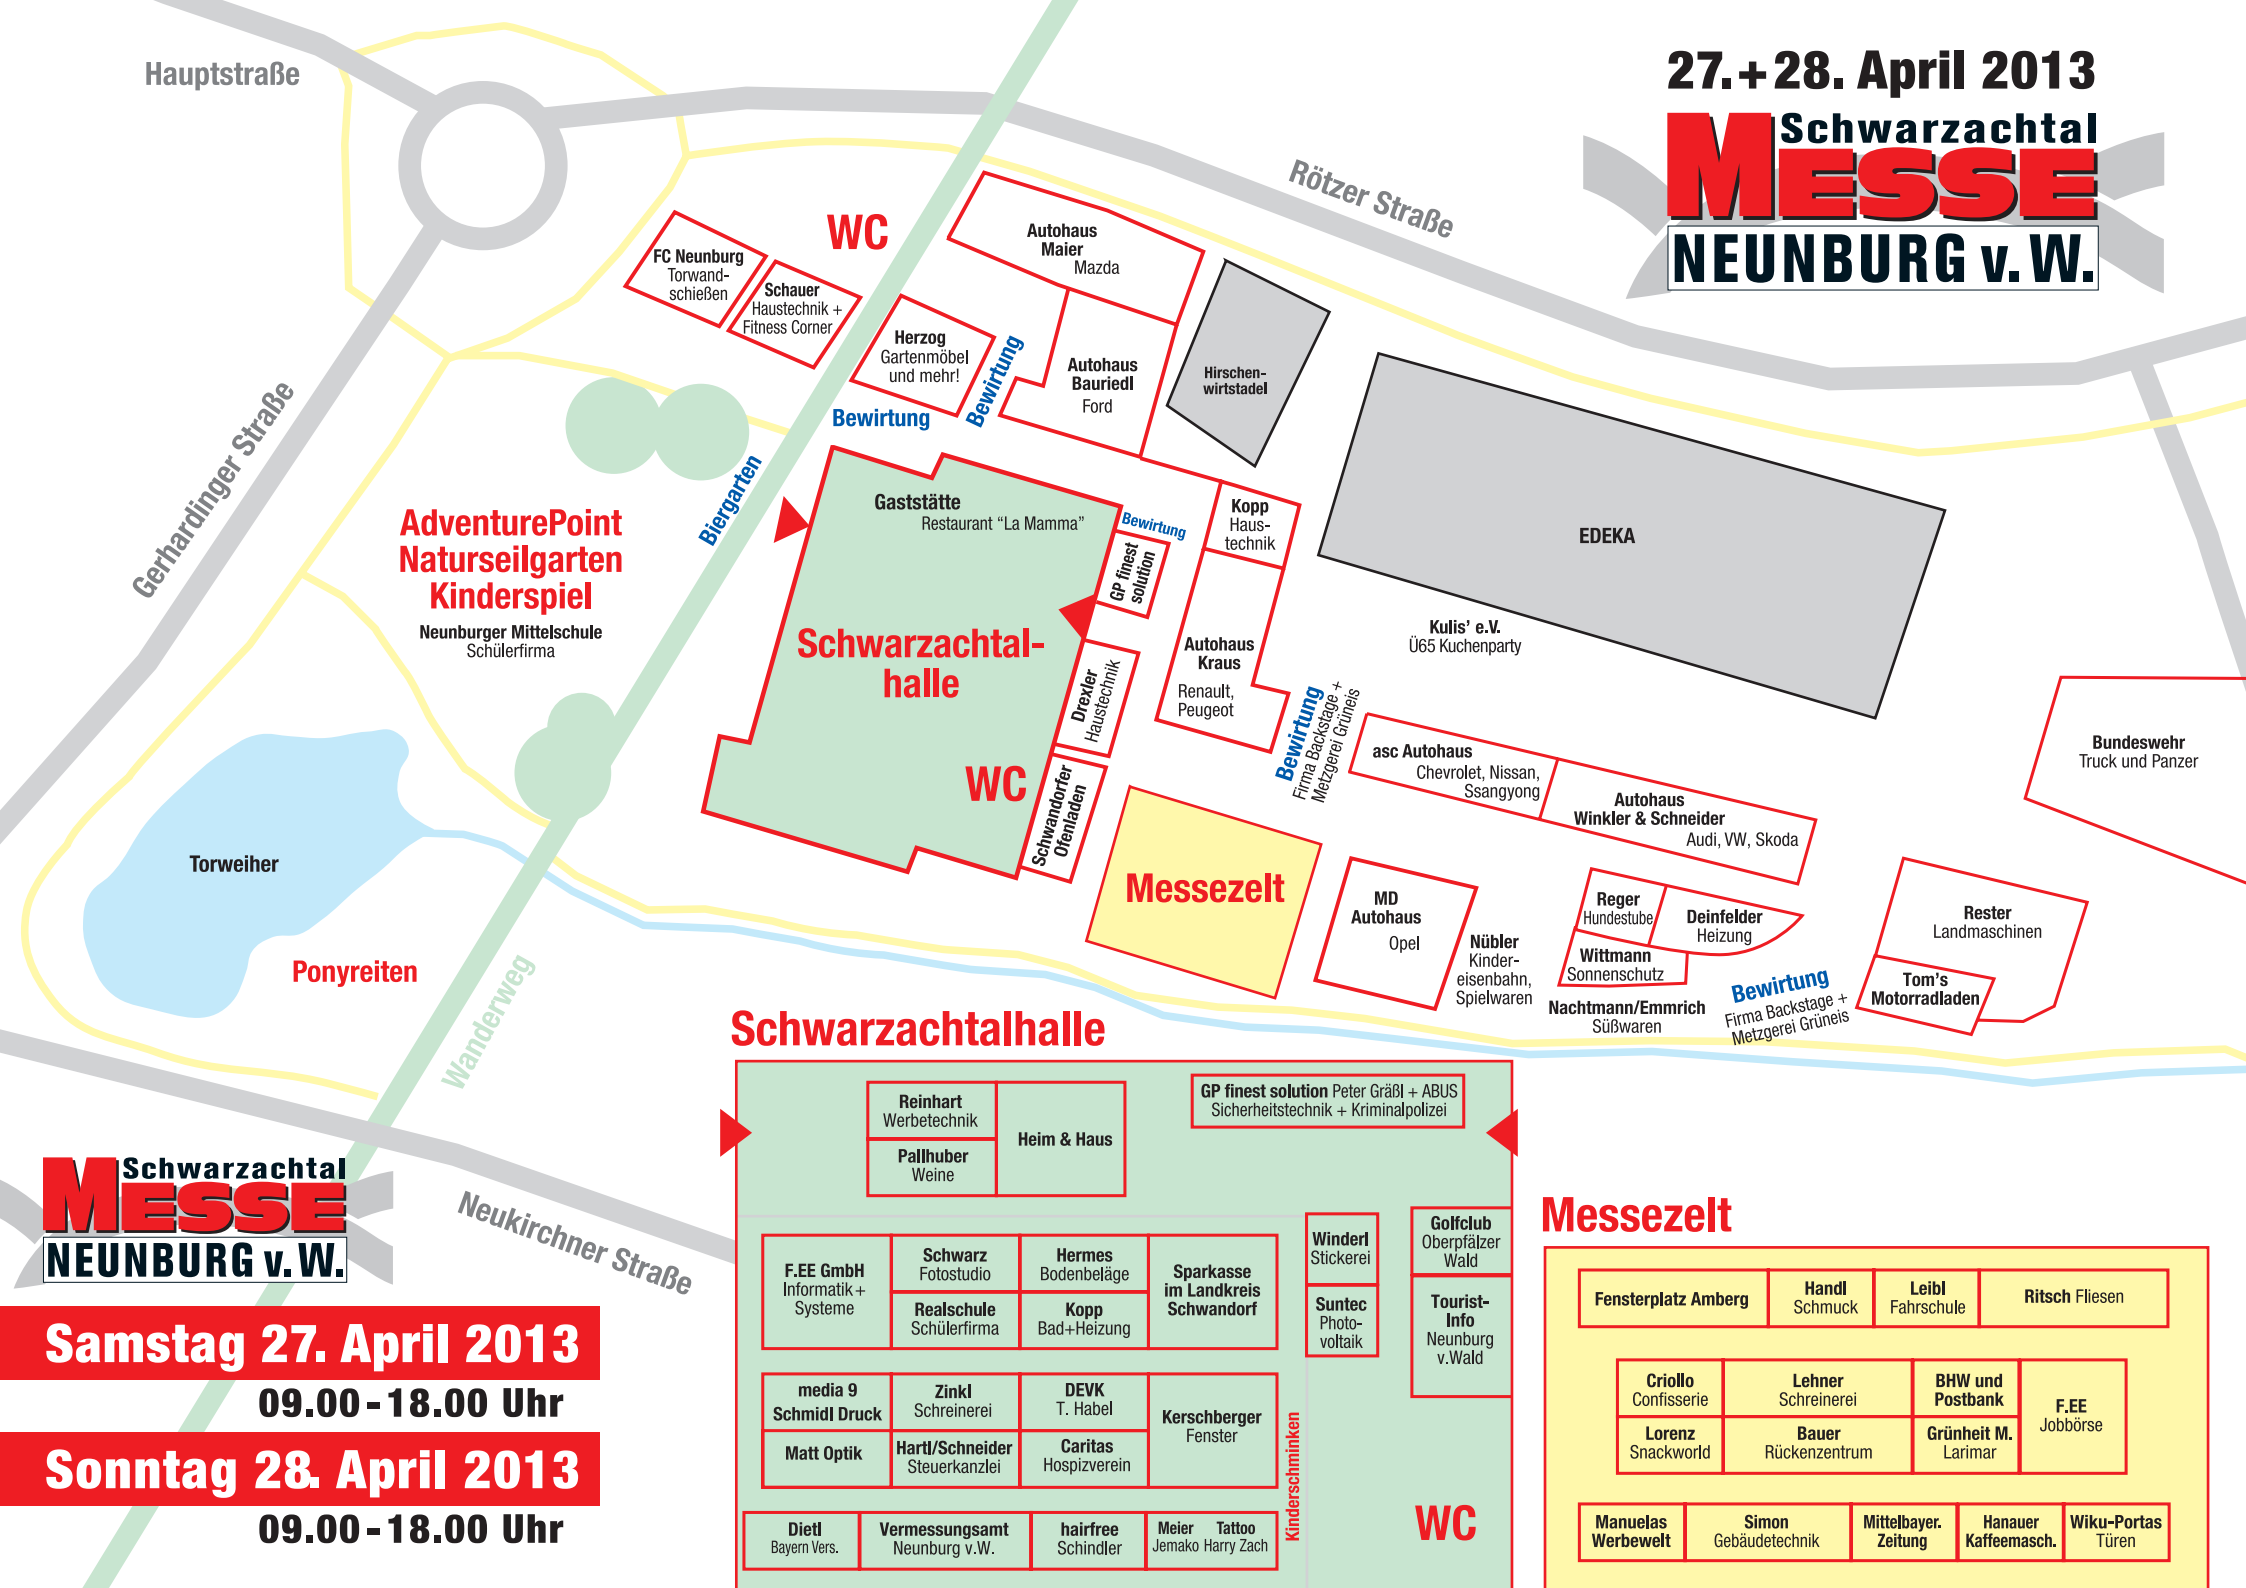 Hauptstraße
27.+28. April 2013
Schwarzachtal
MESSE
NEUNBURG v. W.
Rötzer Straße
Gerhardinger Straße
WC
FC Neunburg
Torwand-
schießen
Schauer
Haustechnik +
Fitness Corner
Herzog
Gartenmöbel
und mehr!
Bewirtung
Bewirtung
Autohaus
Maier
Mazda
Autohaus
Bauriedl
Ford
Hirschen-
wirtstadel
EDEKA
Biergarten
AdventurePoint
Naturseilgarten
Kinderspiel
Neunburger Mittelschule
Schülerfirma
Gaststätte
Restaurant “La Mamma”
Schwarzachtal-
halle
WC
Bewirtung
GP finest
solution
Drexler
Haustechnik
Schwandorfer
Ofenladen
Kopp
Haus-
technik
Autohaus
Kraus
Renault,
Peugeot
Kulis’ e.V.
Ü65 Kuchenparty
Bewirtung
Firma Backstage +
Metzgerei Grüneis
asc Autohaus
Chevrolet, Nissan,
Ssangyong
Autohaus
Winkler & Schneider
Audi, VW, Skoda
Bundeswehr
Truck und Panzer
Messezelt
MD
Autohaus
Opel
Nübler
Kinder-
eisenbahn,
Spielwaren
Reger
Hundestube
Deinfelder
Heizung
Wittmann
Sonnenschutz
Nachtmann/Emmrich
Süßwaren
Bewirtung
Firma Backstage +
Metzgerei Grüneis
Rester
Landmaschinen
Tom’s
Motorradladen
Torweiher
Ponyreiten
Wanderweg
Neukirchner Straße
Schwarzachtal
MESSE
NEUNBURG v. W.
Samstag 27. April 2013
09.00-18.00 Uhr
Sonntag 28. April 2013
09.00-18.00 Uhr
Schwarzachtalhalle
Reinhart
Werbetechnik
Pallhuber
Weine
Heim & Haus
GP finest solution Peter Gräßl + ABUS
Sicherheitstechnik + Kriminalpolizei
F.EE GmbH
Informatik+
Systeme
Schwarz
Fotostudio
Hermes
Bodenbeläge
Realschule
Schülerfirma
Kopp
Bad+Heizung
Sparkasse
im Landkreis
Schwandorf
Winderl
Stickerei
Suntec
Photo-
voltaik
Golfclub
Oberpfälzer
Wald
Tourist-
Info
Neunburg
v.Wald
media 9
Schmidl Druck
Zinkl
Schreinerei
DEVK
T. Habel
Matt Optik
Hartl/Schneider
Steuerkanzlei
Caritas
Hospizverein
Kerschberger
Fenster
Kinderschminken
Dietl
Bayern Vers.
Vermessungsamt
Neunburg v.W.
hairfree
Schindler
Meier
Jemako
Tattoo
Harry Zach
WC
Messezelt
Fensterplatz Amberg
Handl
Schmuck
Leibl
Fahrschule
Ritsch Fliesen
Criollo
Confisserie
Lehner
Schreinerei
BHW und
Postbank
F.EE
Jobbörse
Lorenz
Snackworld
Bauer
Rückenzentrum
Grünheit M.
Larimar
Manuelas
Werbewelt
Simon
Gebäudetechnik
Mittelbayer.
Zeitung
Hanauer
Kaffeemasch.
Wiku-Portas
Türen